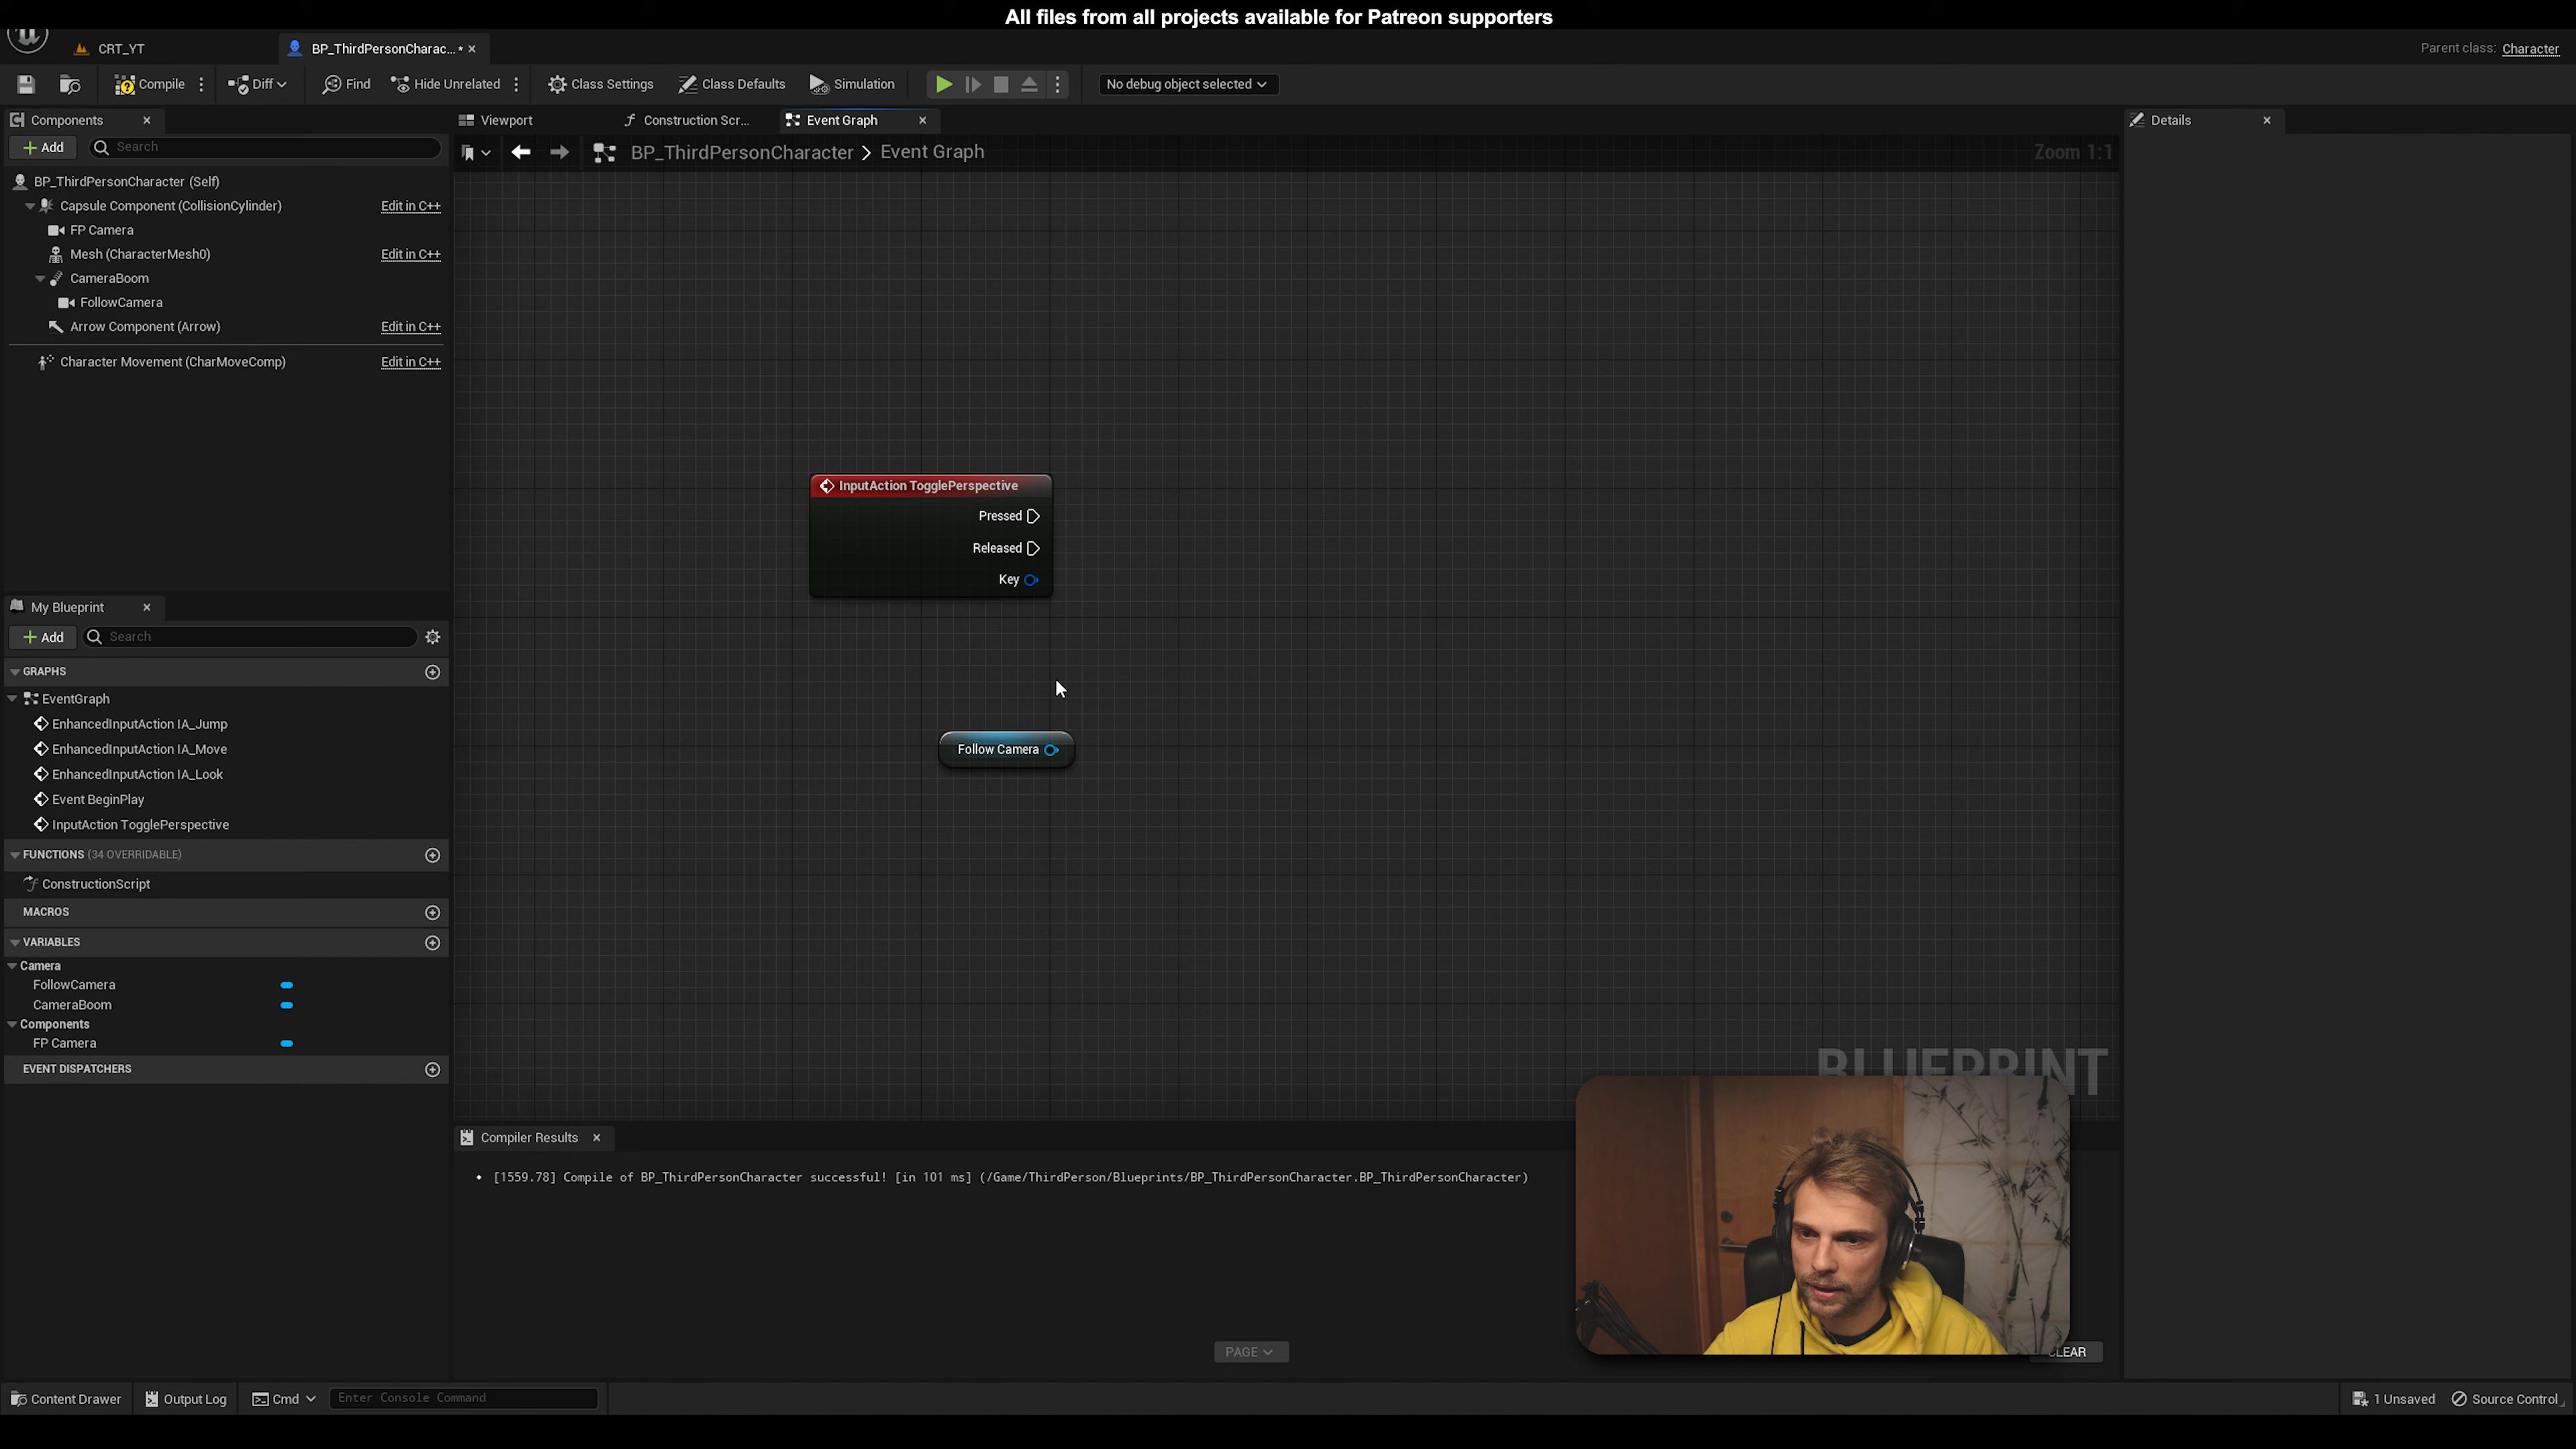 All files from all projects available for Patreon supporters
CRT_YT
BP_ThirdPersonCharac... •
Parent class: Character
Compile
Diff
Find
Hide Unrelated
Class Settings
Class Defaults
Simulation
No debug object selected
Components
Add
Search
BP_ThirdPersonCharacter (Self)
Capsule Component (CollisionCylinder) Edit in C++
FP Camera
Mesh (CharacterMesh0) Edit in C++
CameraBoom
FollowCamera
Arrow Component (Arrow) Edit in C++
Character Movement (CharMoveComp) Edit in C++
My Blueprint
Add
Search
GRAPHS
EventGraph
EnhancedInputAction IA_Jump
EnhancedInputAction IA_Move
EnhancedInputAction IA_Look
Event BeginPlay
InputAction TogglePerspective
FUNCTIONS (34 OVERRIDABLE)
ConstructionScript
MACROS
VARIABLES
Camera
FollowCamera
CameraBoom
Components
FP Camera
EVENT DISPATCHERS
Viewport
Construction Scr...
Event Graph
BP_ThirdPersonCharacter > Event Graph
Zoom 1:1
InputAction TogglePerspective
Pressed
Released
Key
Follow Camera
BLUEPRINT
Compiler Results
• [1559.78] Compile of BP_ThirdPersonCharacter successful! [in 101 ms] (/Game/ThirdPerson/Blueprints/BP_ThirdPersonCharacter.BP_ThirdPersonCharacter)
PAGE
CLEAR
Details
Content Drawer
Output Log
Cmd
Enter Console Command
1 Unsaved
Source Control